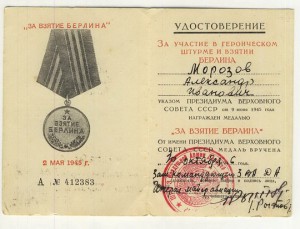 „ЗА ВЗЯТИЕ БЕРЛИНА“
ЗА
ВЗЯТИЕ
БЕРЛИНА
2 МАЯ 1945 г.
А № 412383
УДОСТОВЕРЕНИЕ
ЗА УЧАСТИЕ В ГЕРОИЧЕСКОМ
ШТУРМЕ И ВЗЯТИИ
БЕРЛИНА
Морозов
Александр
Иванович
УКАЗОМ ПРЕЗИДИУМА ВЕРХОВНОГО
СОВЕТА СССР от 9 июня 1945 года
НАГРАЖДЕН МЕДАЛЬЮ
„ЗА ВЗЯТИЕ БЕРЛИНА“
ОТ ИМЕНИ ПРЕЗИДИУМА ВЕРХОВНОГО
СОВЕТА СССР МЕДАЛЬ ВРУЧЕНА
октября 6